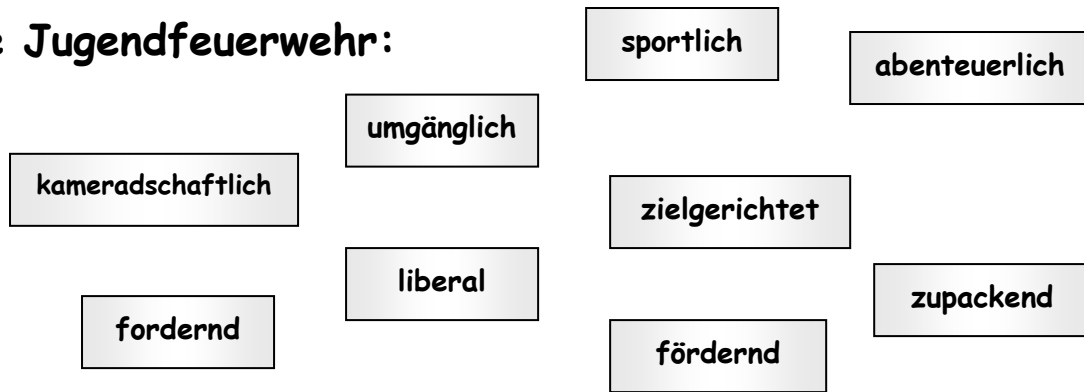 e Jugendfeuerwehr:
sportlich
abenteuerlich
umgänglich
kameradschaftlich
zielgerichtet
liberal
zupackend
fordernd
fördernd